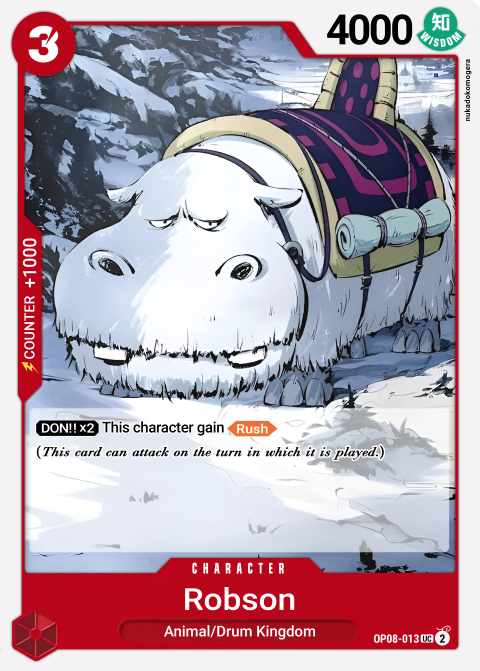 3
4000
知
WISDOM
nukadokomogera
COUNTER +1000
DON!!×2 This character gain Rush
(This card can attack on the turn in which it is played.)
CHARACTER
Robson
Animal/Drum Kingdom
OP08-013 UC 2